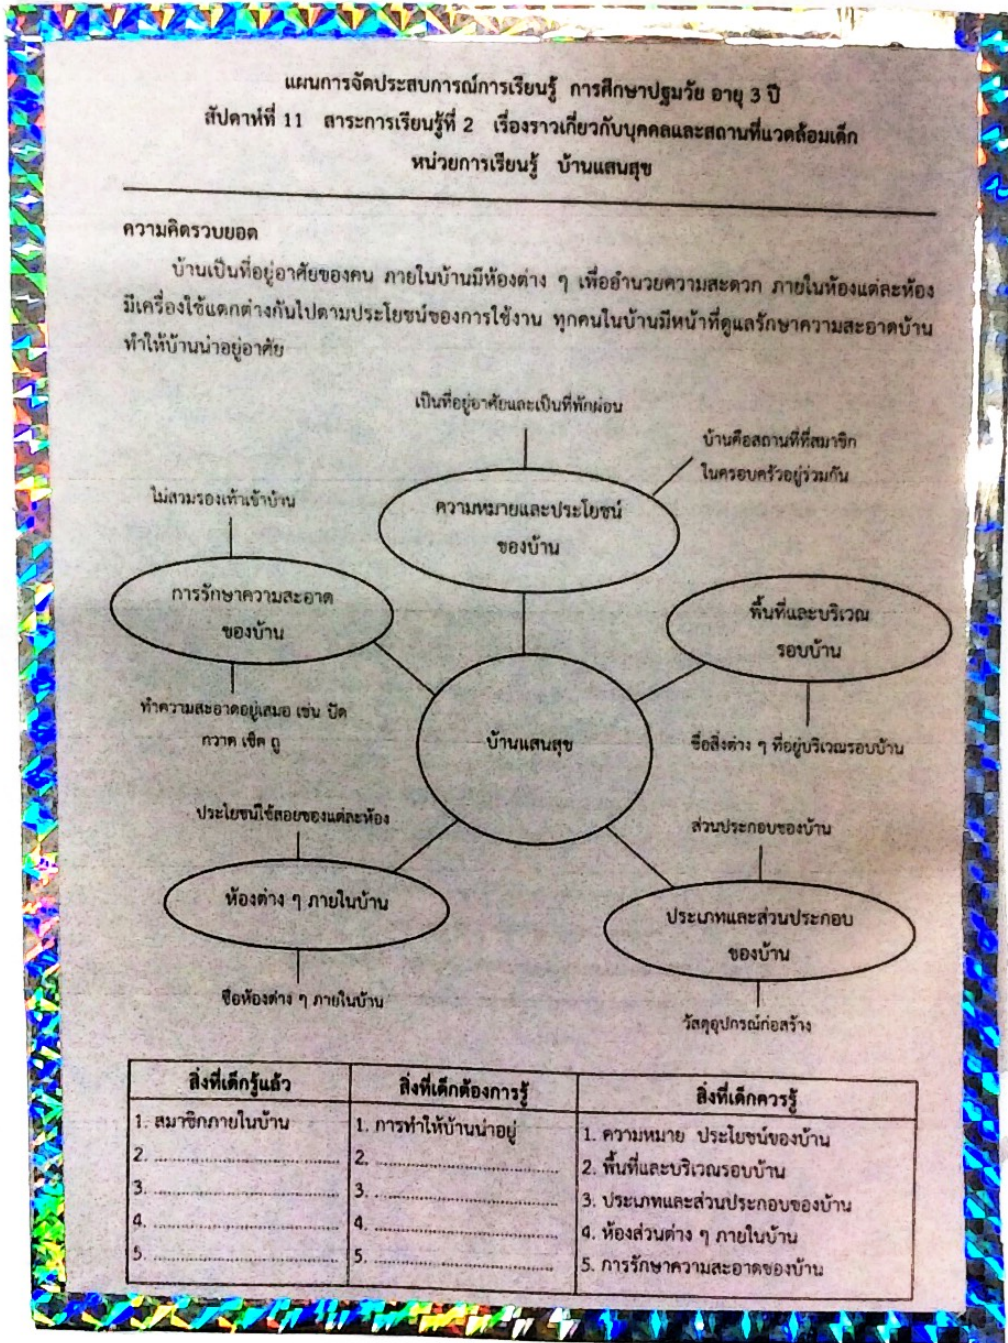 แผนการจัดประสบการณ์การเรียนรู้ การศึกษาปฐมวัย อายุ 3 ปี
สัปดาห์ที่ 11 สาระการเรียนรู้ที่ 2 เรื่องราวเกี่ยวกับบุคคลและสถานที่แวดล้อมเด็ก
หน่วยการเรียนรู้ บ้านแสนสุข
ความคิดรวบยอด
บ้านเป็นที่อยู่อาศัยของคน ภายในบ้านมีห้องต่าง ๆ เพื่ออำนวยความสะดวก ภายในห้องแต่ละห้อง
มีเครื่องใช้แตกต่างกันไปตามประโยชน์ของการใช้งาน ทุกคนในบ้านมีหน้าที่ดูแลรักษาความสะอาดบ้าน
ทำให้บ้านน่าอยู่อาศัย
เป็นที่อยู่อาศัยและเป็นที่พักผ่อน
บ้านคือสถานที่ที่สมาชิก
ในครอบครัวอยู่ร่วมกัน
ความหมายและประโยชน์
ของบ้าน
ไม่สวมรองเท้าเข้าบ้าน
การรักษาความสะอาด
ของบ้าน
ทำความสะอาดอยู่เสมอ เช่น ปัด
กวาด เช็ด ถู
พื้นที่และบริเวณ
รอบบ้าน
ชื่อสิ่งต่าง ๆ ที่อยู่บริเวณรอบบ้าน
บ้านแสนสุข
ประโยชน์ใช้สอยของแต่ละห้อง
ห้องต่าง ๆ ภายในบ้าน
ชื่อห้องต่าง ๆ ภายในบ้าน
ส่วนประกอบของบ้าน
ประเภทและส่วนประกอบ
ของบ้าน
วัสดุอุปกรณ์ก่อสร้าง
สิ่งที่เด็กรู้แล้ว
1. สมาชิกภายในบ้าน
2. ........................................
3. ........................................
4. ........................................
5. ........................................
สิ่งที่เด็กต้องการรู้
1. การทำให้บ้านน่าอยู่
2. ........................................
3. ........................................
4. ........................................
5. ........................................
สิ่งที่เด็กควรรู้
1. ความหมาย ประโยชน์ของบ้าน
2. พื้นที่และบริเวณรอบบ้าน
3. ประเภทและส่วนประกอบของบ้าน
4. ห้องส่วนต่าง ๆ ภายในบ้าน
5. การรักษาความสะอาดของบ้าน